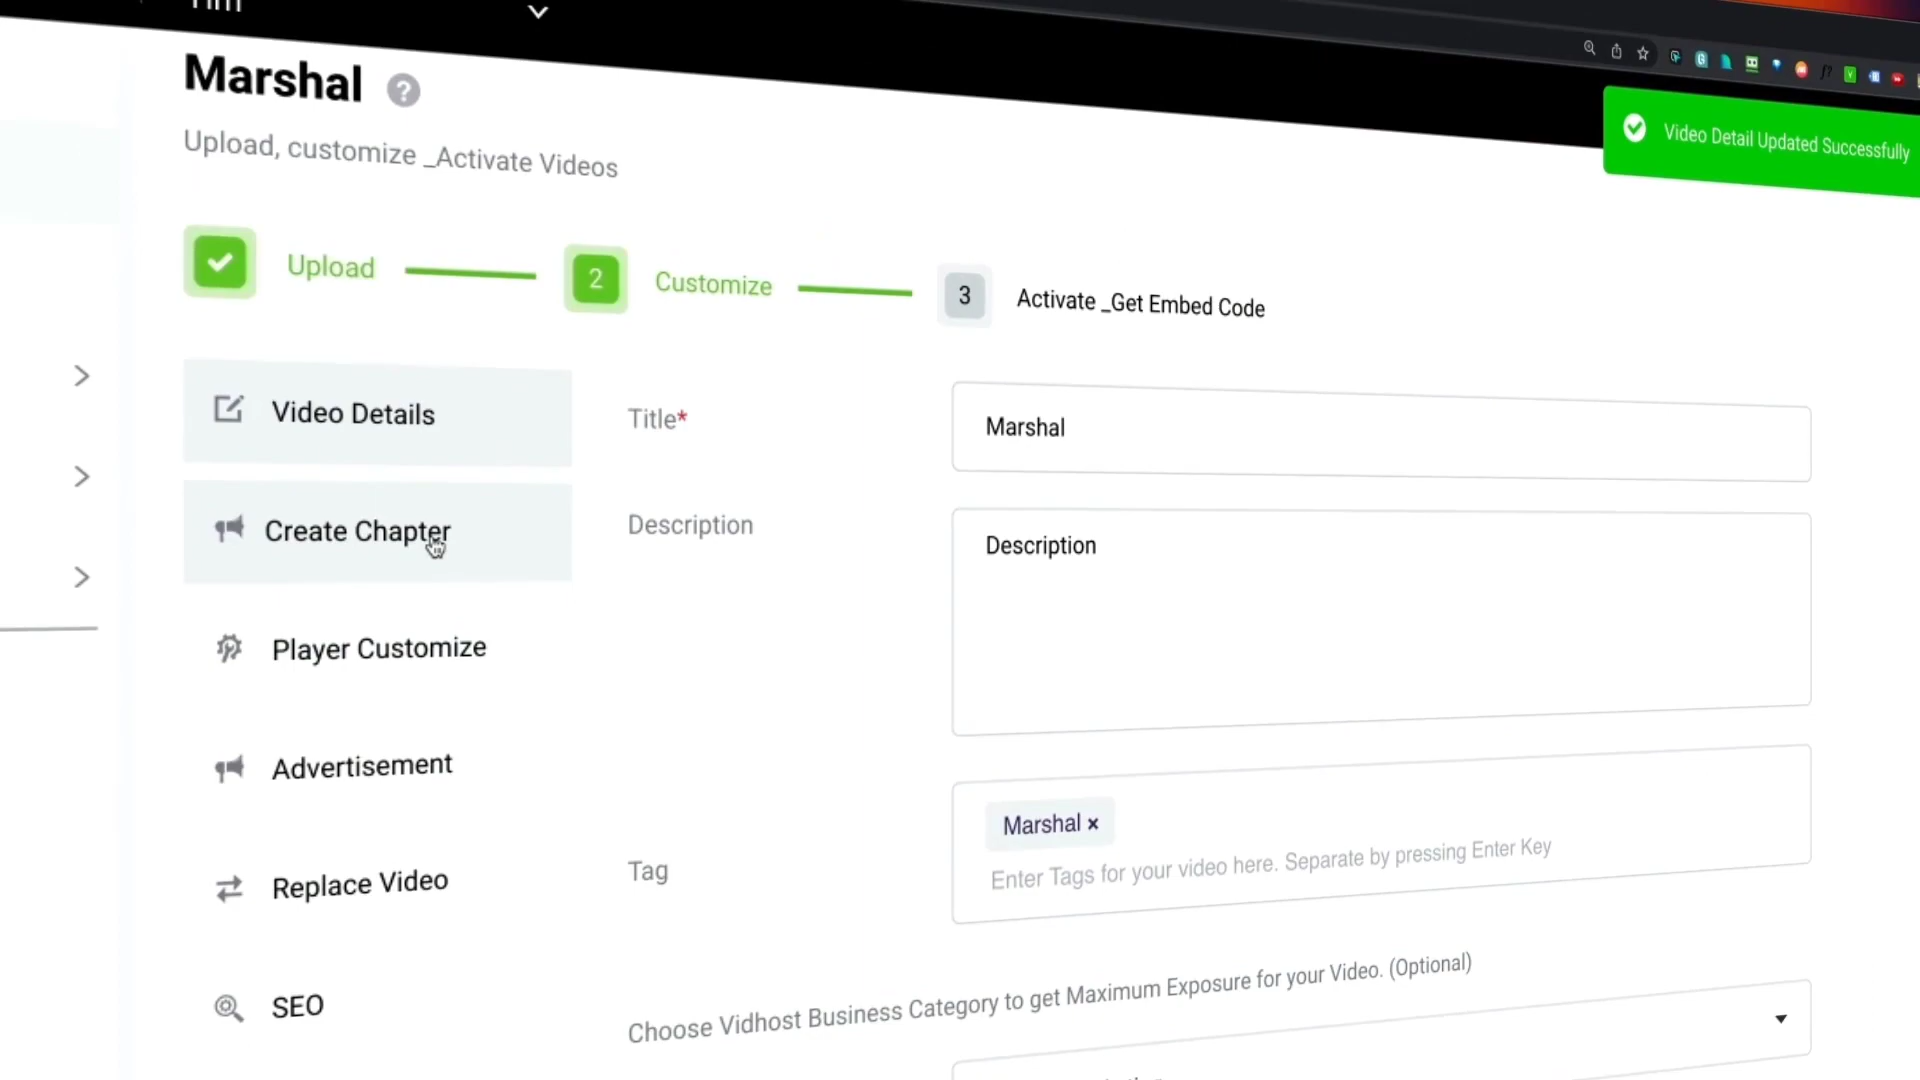 Marshal ?
Upload, customize _Activate Videos
Video Detail Updated Successfully
Upload
2 Customize
3 Activate _Get Embed Code
Video Details
Create Chapter
Player Customize
Advertisement
Replace Video
SEO
Title*
Marshal
Description
Description
Tag
Marshal ×
Enter Tags for your video here. Separate by pressing Enter Key
Choose Vidhost Business Category to get Maximum Exposure for your Video. (Optional)